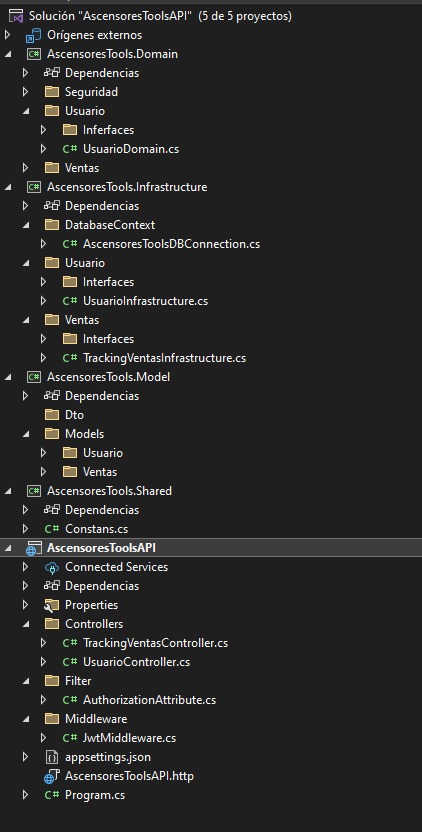 Solución "AscensoresToolsAPI" (5 de 5 proyectos)
Orígenes externos
AscensoresTools.Domain
Dependencias
Seguridad
Usuario
Inferfaces
C# UsuarioDomain.cs
Ventas
AscensoresTools.Infrastructure
Dependencias
DatabaseContext
C# AscensoresToolsDBConnection.cs
Usuario
Interfaces
C# UsuarioInfrastructure.cs
Ventas
Interfaces
C# TrackingVentasInfrastructure.cs
AscensoresTools.Model
Dependencias
Dto
Models
Usuario
Ventas
AscensoresTools.Shared
Dependencias
C# Constans.cs
AscensoresToolsAPI
Connected Services
Dependencias
Properties
Controllers
C# TrackingVentasController.cs
C# UsuarioController.cs
Filter
C# AuthorizationAttribute.cs
Middleware
C# JwtMiddleware.cs
appsettings.json
AscensoresToolsAPI.http
C# Program.cs